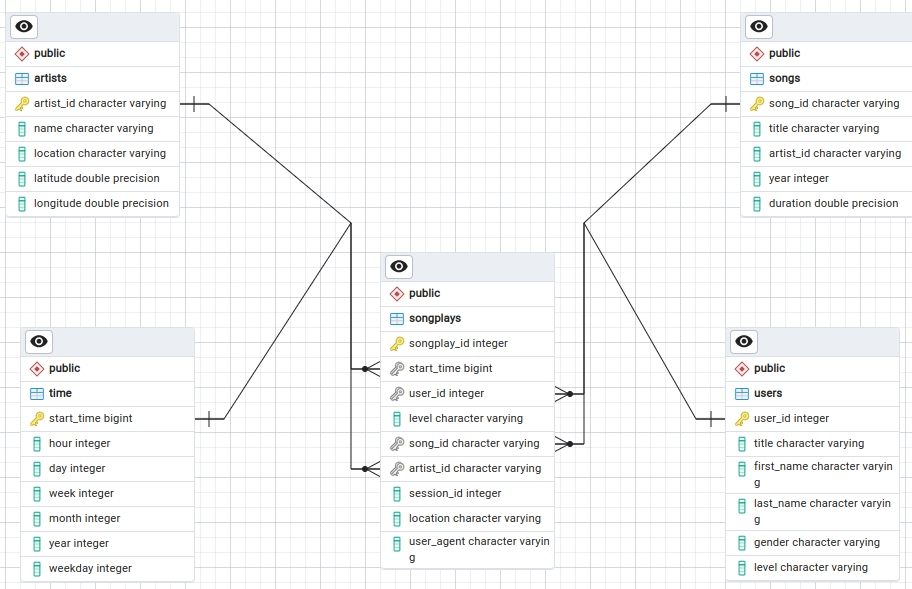 public
artists
artist_id character varying
name character varying
location character varying
latitude double precision
longitude double precision
public
songs
song_id character varying
title character varying
artist_id character varying
year integer
duration double precision
public
songplays
songplay_id integer
start_time bigint
user_id integer
level character varying
song_id character varying
artist_id character varying
session_id integer
location character varying
user_agent character varyin
g
public
time
start_time bigint
hour integer
day integer
week integer
month integer
year integer
weekday integer
public
users
user_id integer
title character varying
first_name character varyin
g
last_name character varyin
g
gender character varying
level character varying